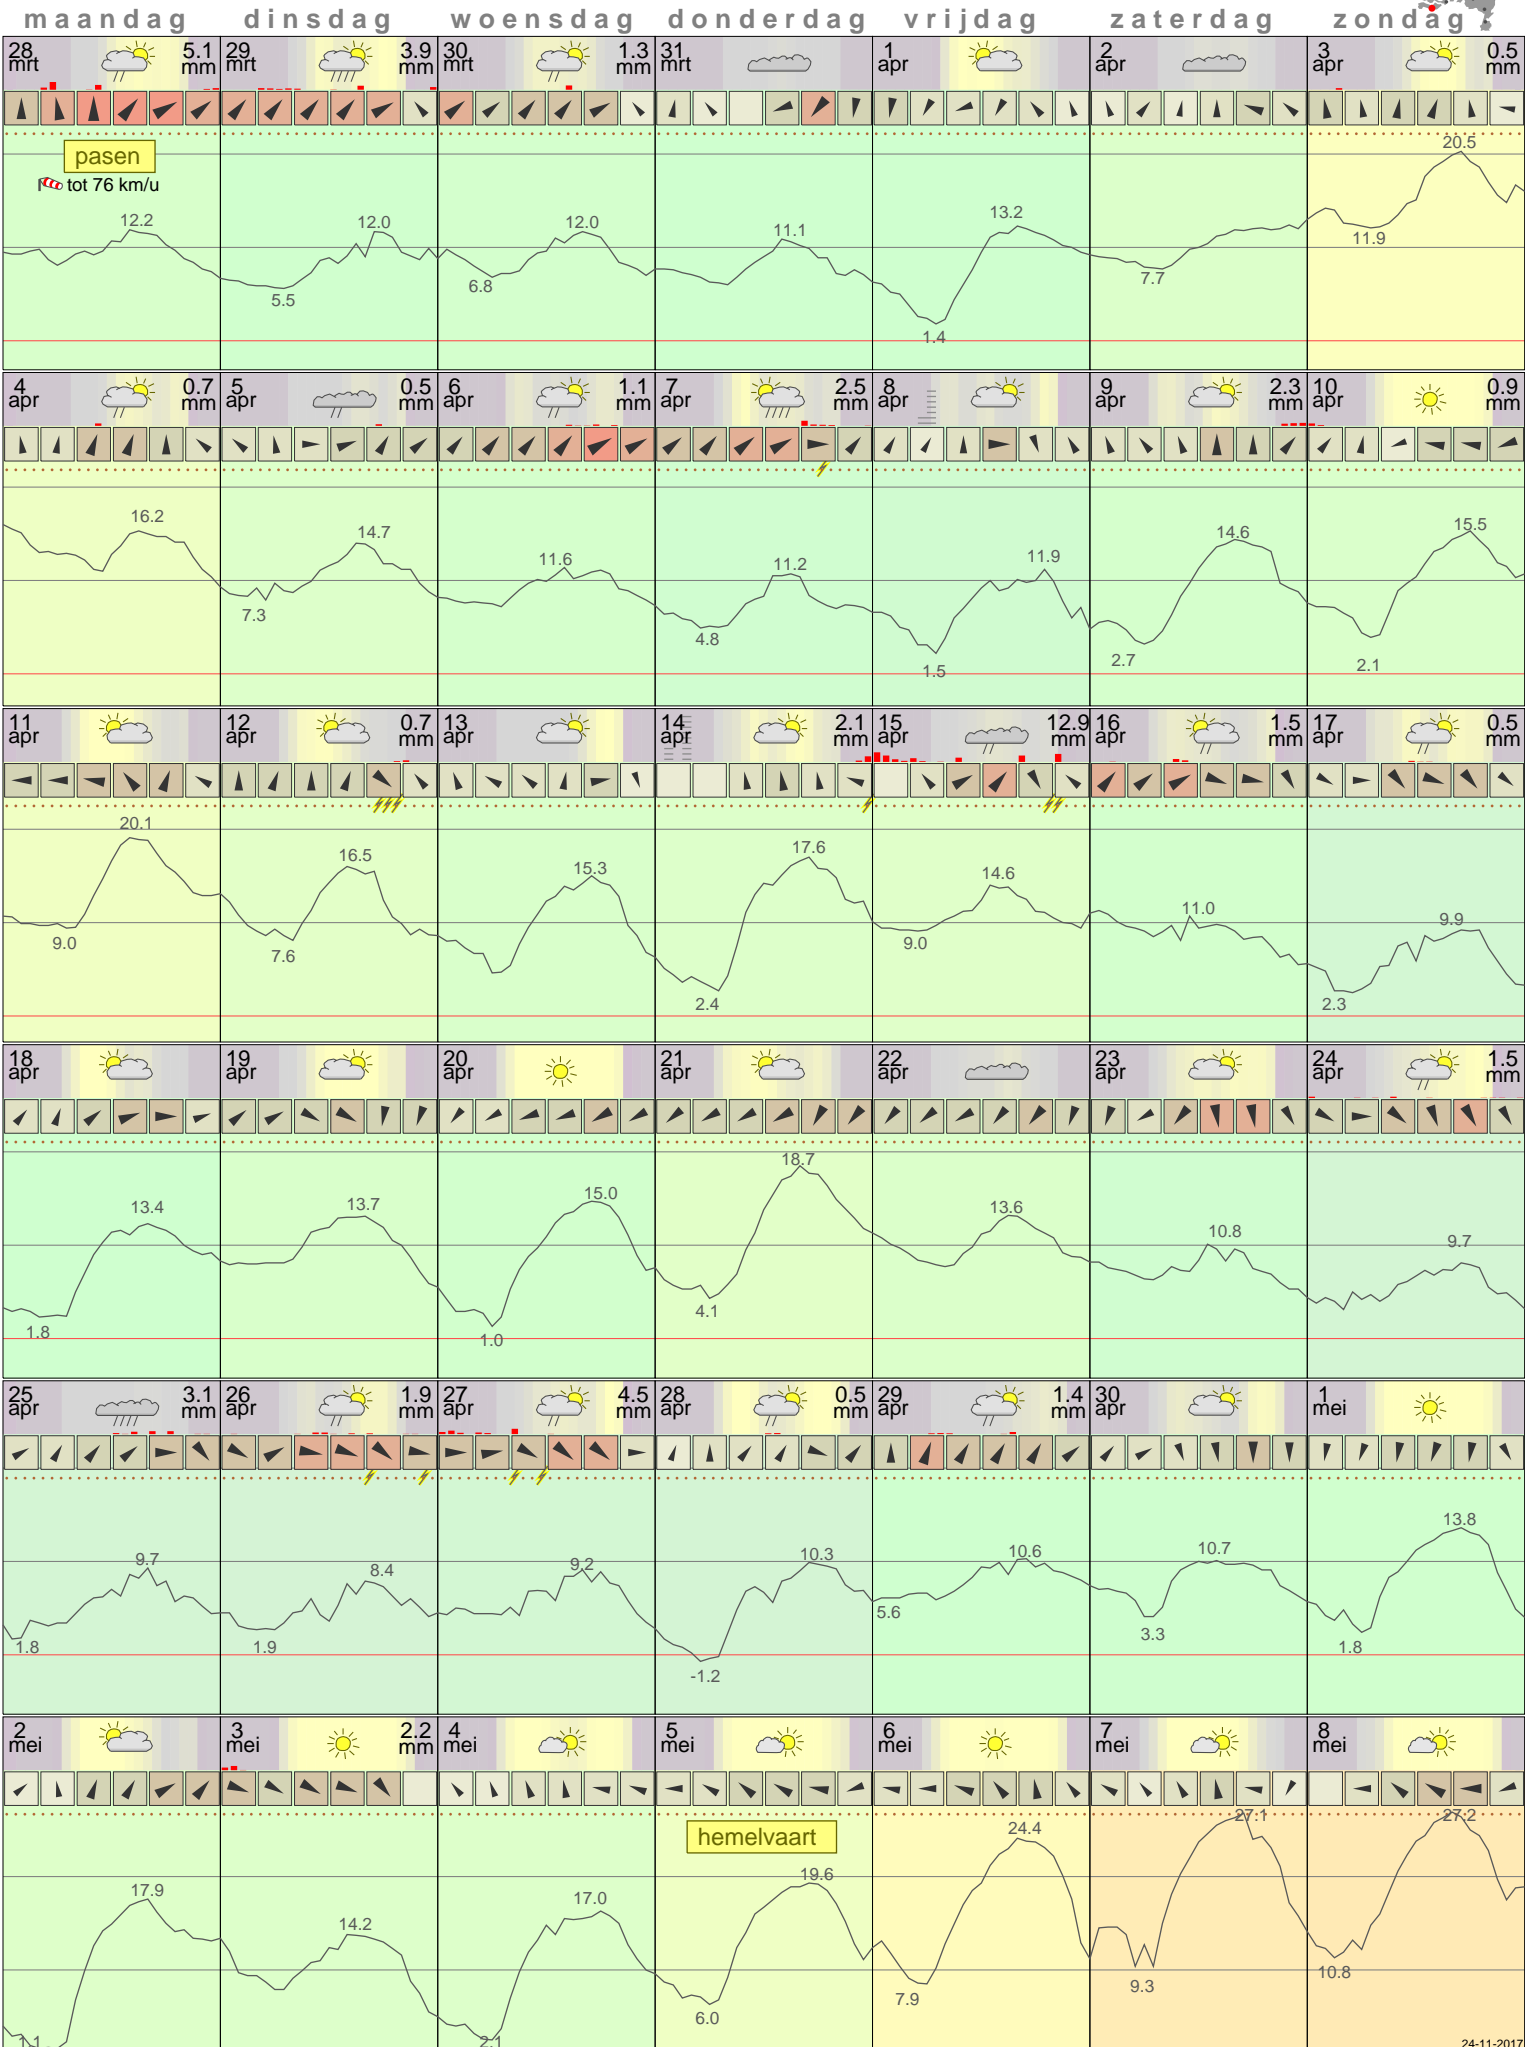 maandag dinsdag woensdag donderdag vrijdag zaterdag zondag
28 5.1 29 3.9 30 1.3 31 1 2 3 0.5
mrt mm mrt mm mrt mm mrt apr apr apr mm
pasen
tot 76 km/u
20.5
12.2 12.0 12.0 11.1 13.2 11.9
5.5 6.8 1.4 7.7
4 0.7 5 0.5 6 1.1 7 2.5 8 9 2.3 10 0.9
apr mm apr mm apr mm apr mm apr apr mm apr mm
16.2 14.7 11.6 11.2 11.9 14.6 15.5
7.3 4.8 1.5 2.7 2.1
11 12 0.7 13 14 2.1 15 12.9 16 1.5 17 0.5
apr apr mm apr apr mm apr mm apr mm apr mm
20.1 16.5 15.3 17.6 14.6 11.0 9.9
9.0 7.6 2.4 9.0 2.3
18 19 20 21 22 23 24 1.5
apr apr apr apr apr apr apr mm
13.4 13.7 15.0 18.7 13.6 10.8 9.7
1.8 1.0 4.1
25 3.1 26 1.9 27 4.5 28 0.5 29 1.4 30 1
apr mm apr mm apr mm apr mm apr mm apr mei
9.7 8.4 9.2 10.3 10.6 10.7 13.8
1.8 1.9 -1.2 5.6 3.3 1.8
2 3 2.2 4 5 6 7 8
mei mei mm mei mei mei mei mei
hemelvaart
17.9 14.2 17.0 19.6 24.4 27.1 27.2
1.1 2.1 6.0 7.9 9.3 10.8
24-11-2017